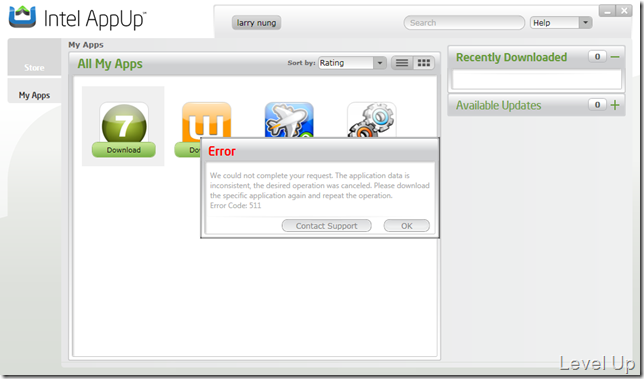 Intel AppUp™
larry nung
Search
Help
My Apps
Store
My Apps
All My Apps
Sort by: Rating
Recently Downloaded 0
Available Updates 0
7
Download
Error
We could not complete your request. The application data is
inconsistent, the desired operation was canceled. Please download
the specific application again and repeat the operation.
Error Code: 511
Contact Support
OK
Level Up